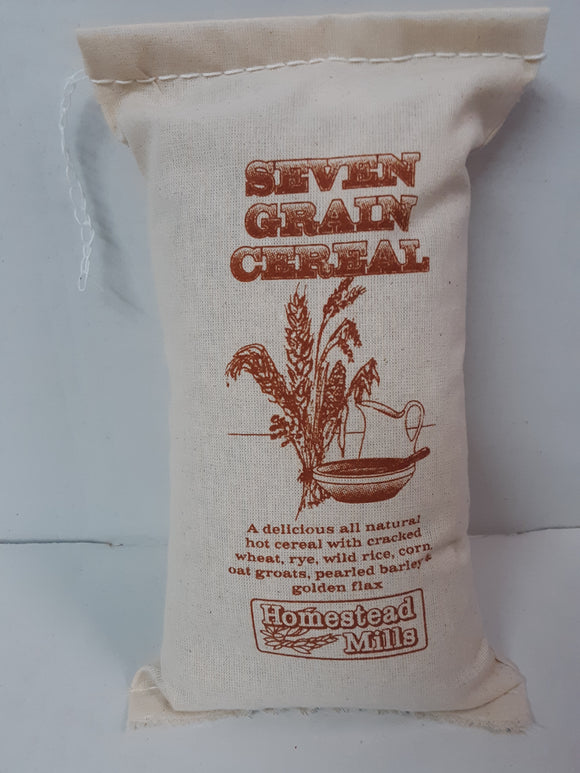 SEVEN
GRAIN
CEREAL
A delicious all natural
hot cereal with cracked
wheat, rye, wild rice, corn,
oat groats, pearled barley &
golden flax
Homestead
Mills